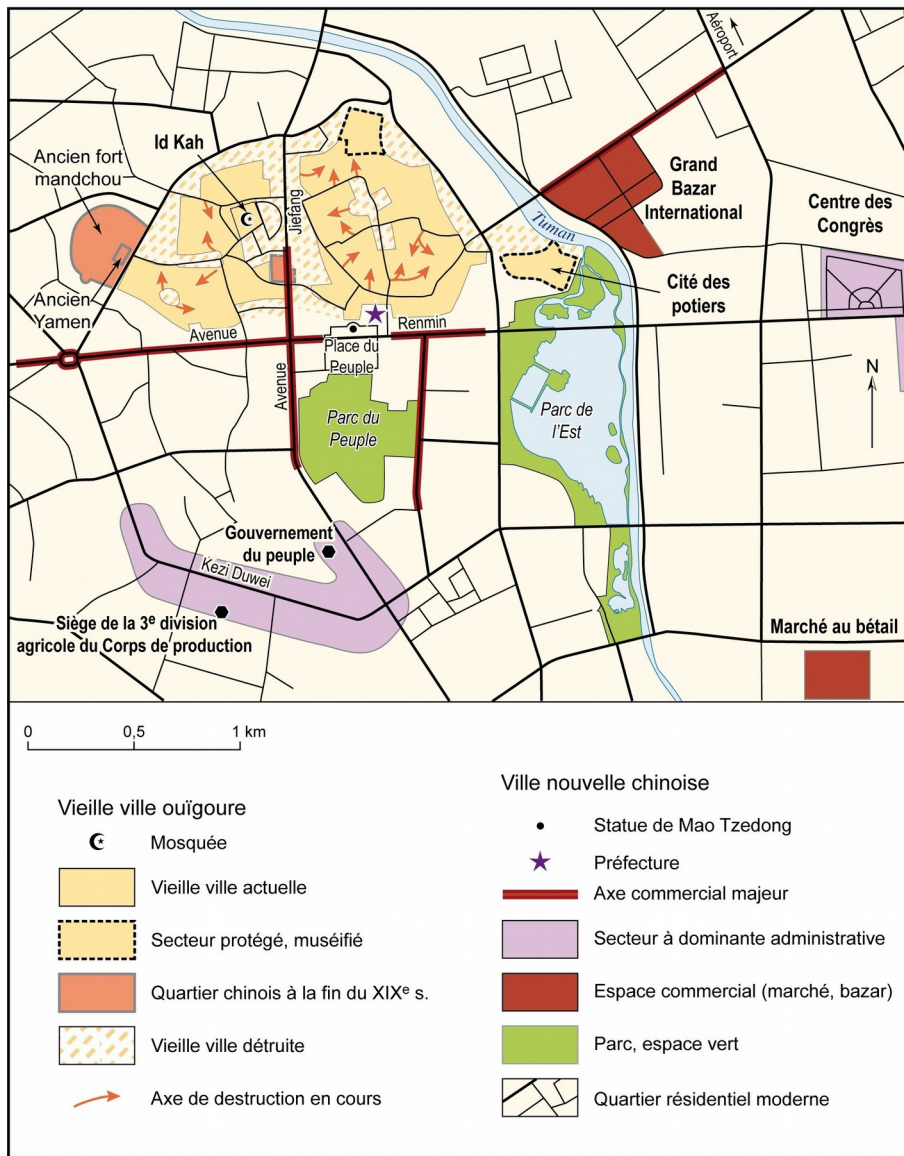 Aéroport
Id Kah
Ancien fort
mandchou
Jiefàng
Grand
Bazar
International
Tuman
Centre des
Congrès
Cité des
potiers
Ancien
Yamen
Avenue
Renmin
Place du
Peuple
Avenue
N
Parc du
Peuple
Parc de
l'Est
Gouvernement
du peuple
Kezi Duwei
Siège de la 3e division
agricole du Corps de production
Marché au bétail
0 0,5 1 km
Vieille ville ouïgoure
Mosquée
Vieille ville actuelle
Secteur protégé, muséifié
Quartier chinois à la fin du XIXe s.
Vieille ville détruite
Axe de destruction en cours
Ville nouvelle chinoise
Statue de Mao Tzedong
Préfecture
Axe commercial majeur
Secteur à dominante administrative
Espace commercial (marché, bazar)
Parc, espace vert
Quartier résidentiel moderne